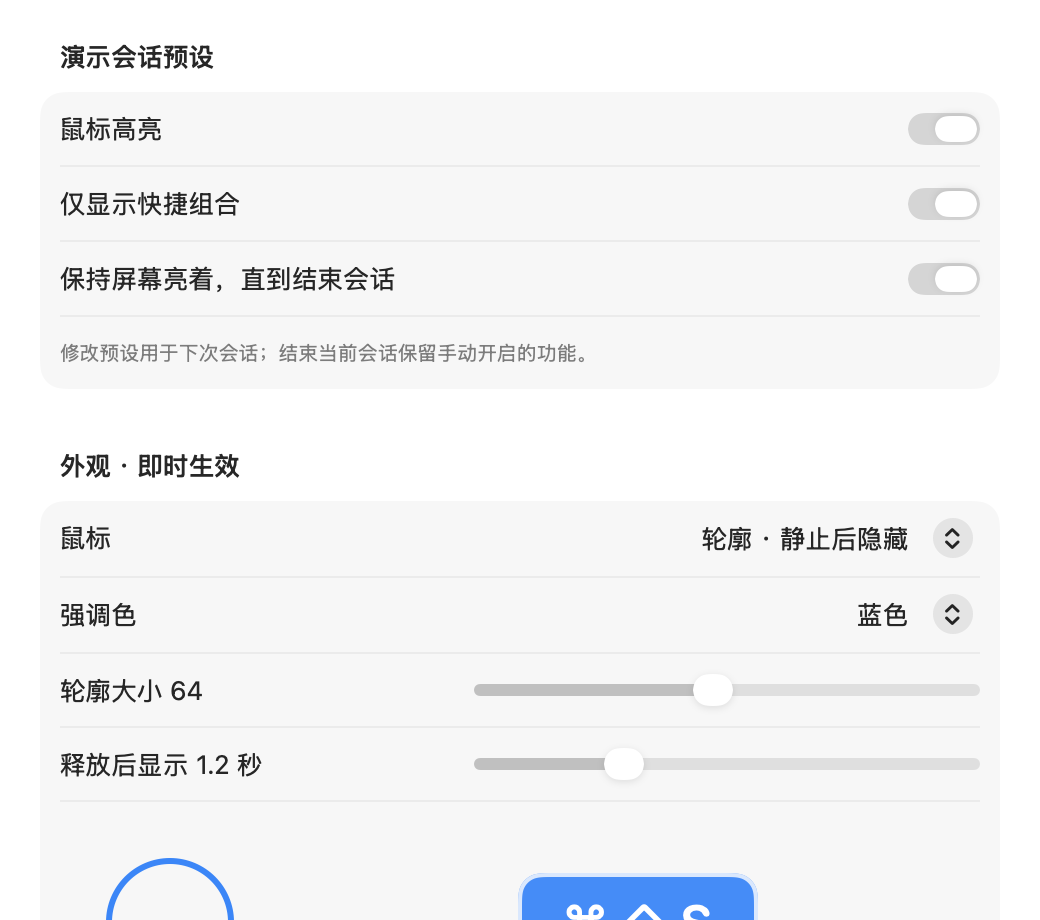 演示会话预设
鼠标高亮
仅显示快捷组合
保持屏幕亮着，直到结束会话
修改预设用于下次会话；结束当前会话保留手动开启的功能。
外观 · 即时生效
鼠标 轮廓 · 静止后隐藏
强调色 蓝色
轮廓大小 64
释放后显示 1.2 秒